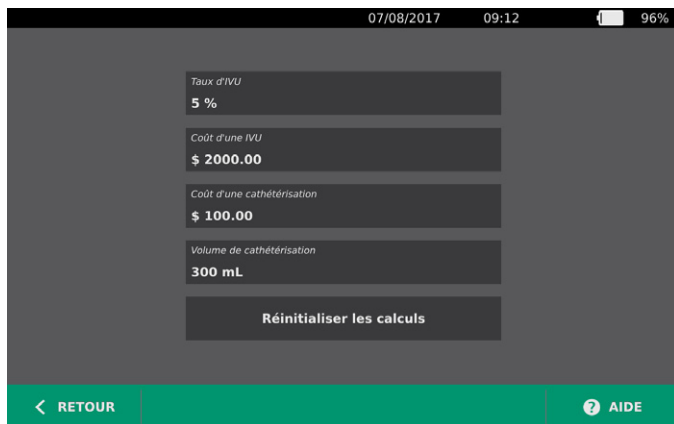 07/08/2017 09:12 96%
Taux d'IVU
5 %
Coût d'une IVU
$ 2000.00
Coût d'une cathétérisation
$ 100.00
Volume de cathétérisation
300 mL
Réinitialiser les calculs
RETOUR ? AIDE